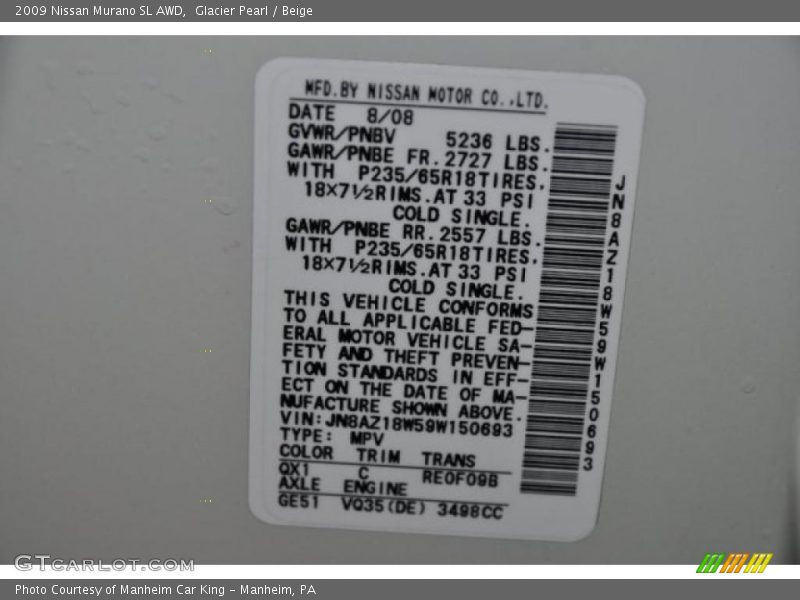 2009 Nissan Murano SL AWD,  Glacier Pearl / Beige
MFD.BY NISSAN MOTOR CO.,LTD.
DATE 8/08
GVWR/PNBV 5236 LBS.
GAWR/PNBE FR.2727 LBS.
WITH P235/65R18TIRES.
18×7½RIMS.AT 33 PSI
COLD SINGLE.
GAWR/PNBE RR.2557 LBS.
WITH P235/65R18TIRES.
18×7½RIMS.AT 33 PSI
COLD SINGLE.
THIS VEHICLE CONFORMS
TO ALL APPLICABLE FED-
ERAL MOTOR VEHICLE SA-
FETY AND THEFT PREVEN-
TION STANDARDS IN EFF-
ECT ON THE DATE OF MA-
NUFACTURE SHOWN ABOVE.
VIN:JN8AZ18W59W150693
TYPE: MPV
COLOR TRIM TRANS
QX1 C RE0F09B
AXLE ENGINE
GE51 VQ35(DE) 3498CC
JN8AZ18W59W150693
GTCARLOT.COM
Photo Courtesy of Manheim Car King - Manheim, PA